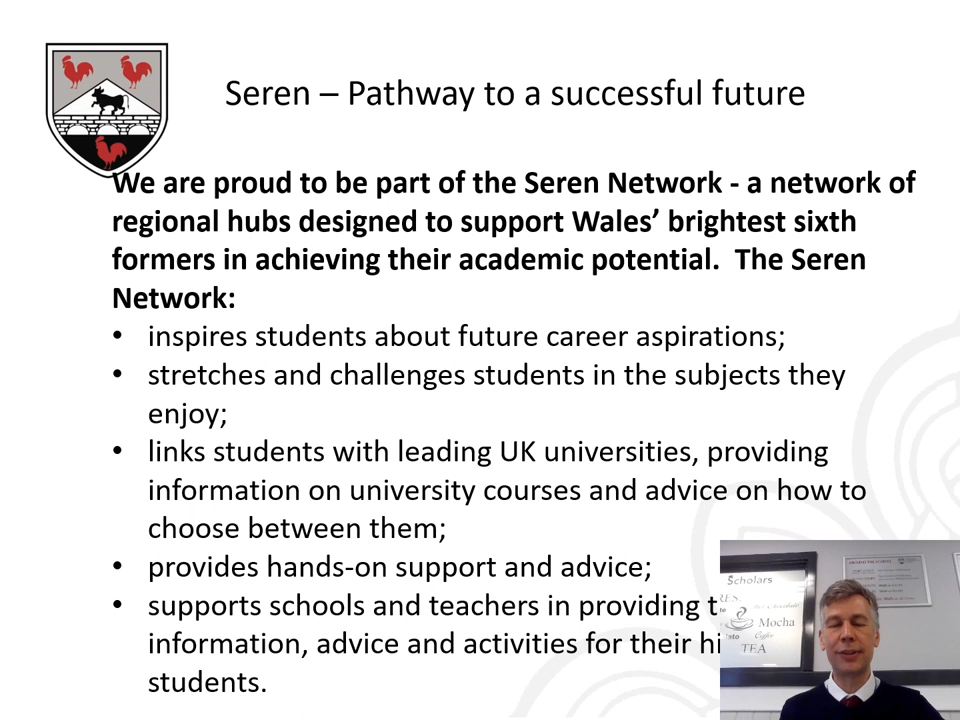 Seren – Pathway to a successful future
We are proud to be part of the Seren Network - a network of
regional hubs designed to support Wales’ brightest sixth
formers in achieving their academic potential.  The Seren
Network:
• inspires students about future career aspirations;
• stretches and challenges students in the subjects they
enjoy;
• links students with leading UK universities, providing
information on university courses and advice on how to
choose between them;
• provides hands-on support and advice;
• supports schools and teachers in providing
information, advice and activities for their
students.
Scholars
Mocha
Coffee
TEA